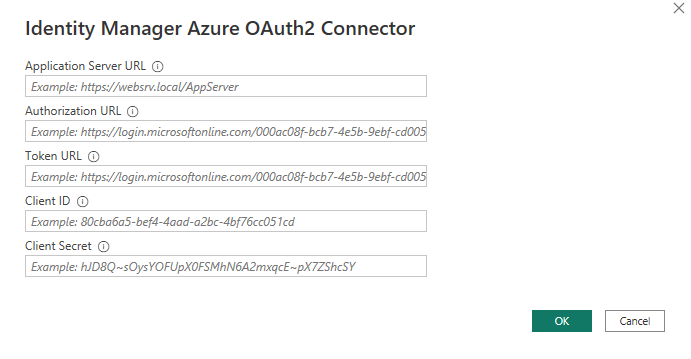 Identity Manager Azure OAuth2 Connector
Application Server URL
Example: https://websrv.local/AppServer
Authorization URL
Example: https://login.microsoftonline.com/000ac08f-bcb7-4e5b-9ebf-cd005
Token URL
Example: https://login.microsoftonline.com/000ac08f-bcb7-4e5b-9ebf-cd005
Client ID
Example: 80cba6a5-bef4-4aad-a2bc-4bf76cc051cd
Client Secret
Example: hJD8Q~sOysYOFUpX0FSMhN6A2mxqcE~pX7ZShcSY
OK Cancel